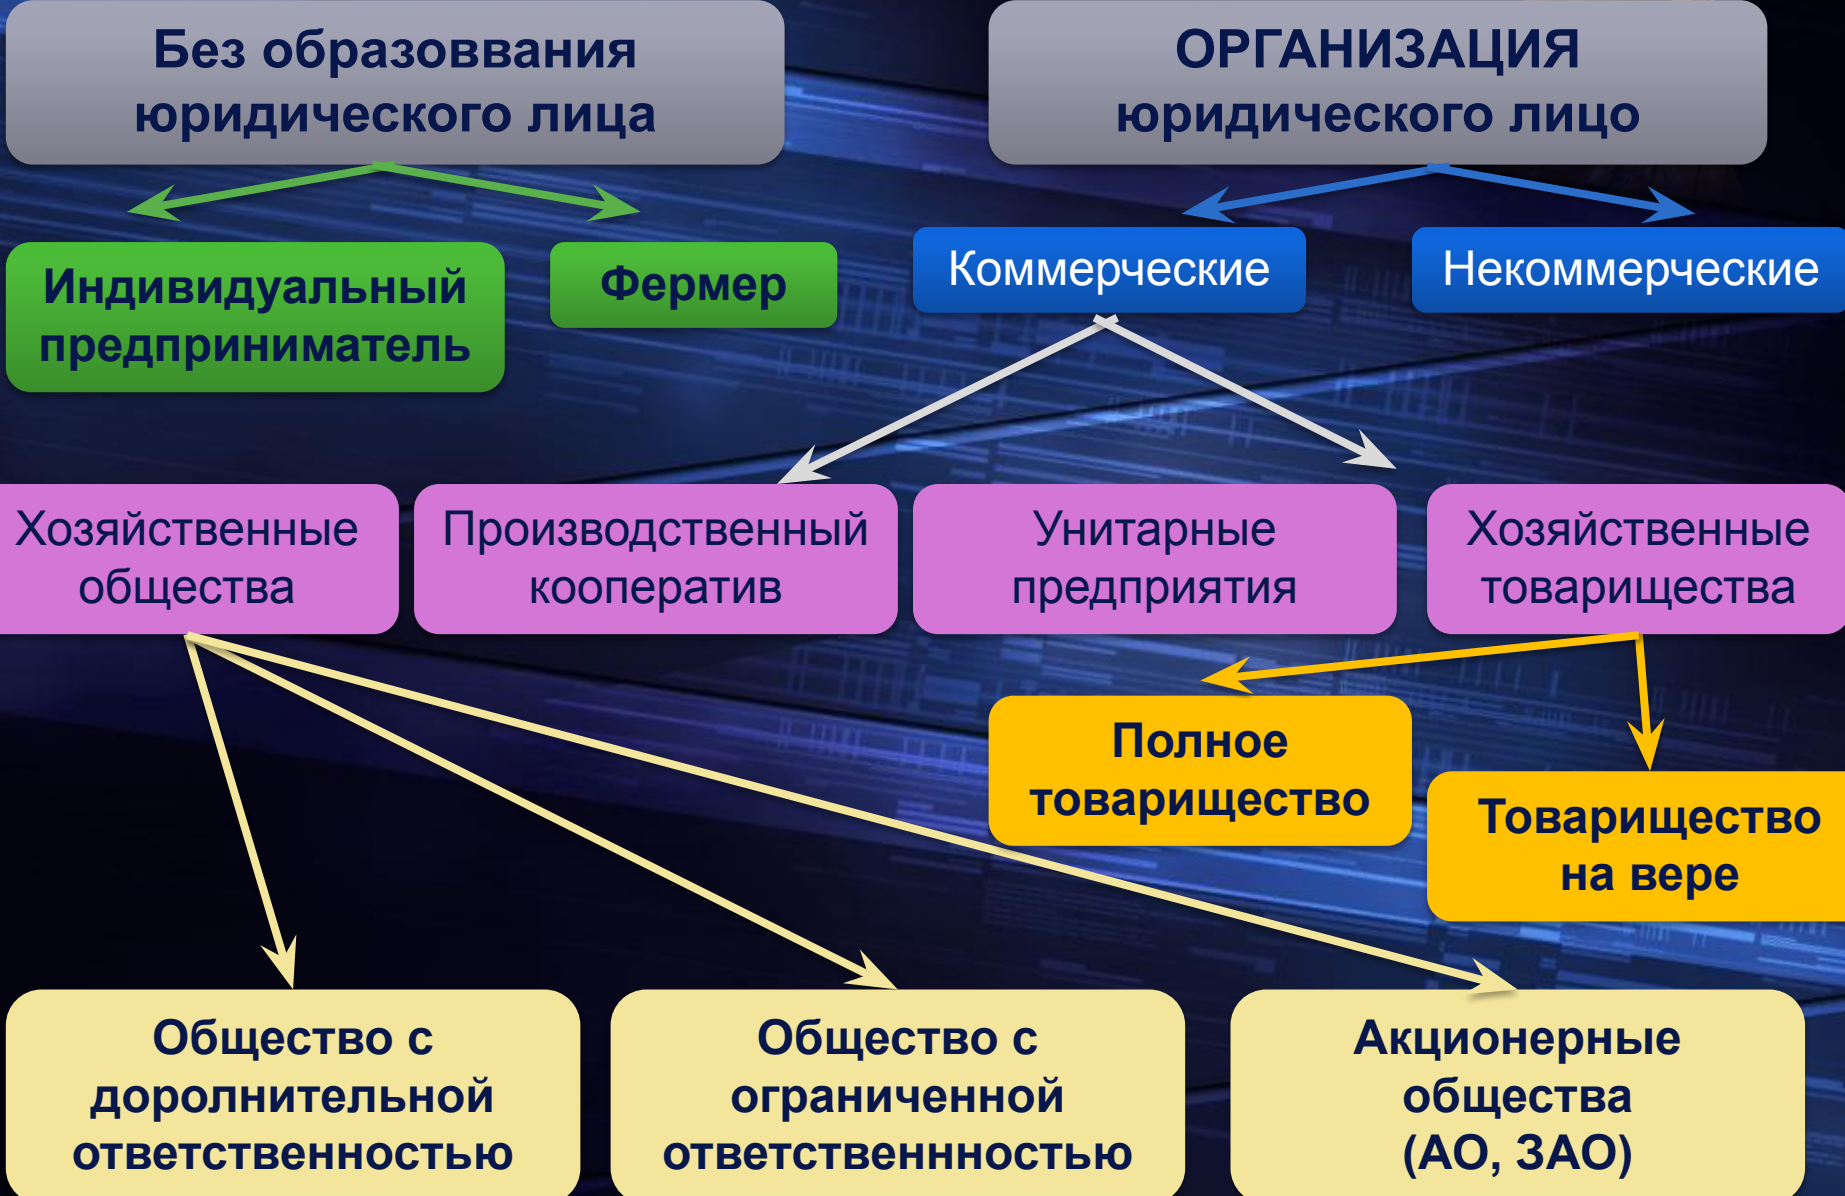 Без образоввания
юридического лица
ОРГАНИЗАЦИЯ
юридического лицо
Индивидуальный
предприниматель
Фермер
Коммерческие
Некоммерческие
Хозяйственные
общества
Производственный
кооператив
Унитарные
предприятия
Хозяйственные
товарищества
Полное
товарищество
Товарищество
на вере
Общество с
доролнительной
ответственностью
Общество с
ограниченной
ответственнностью
Акционерные
общества
(АО, ЗАО)